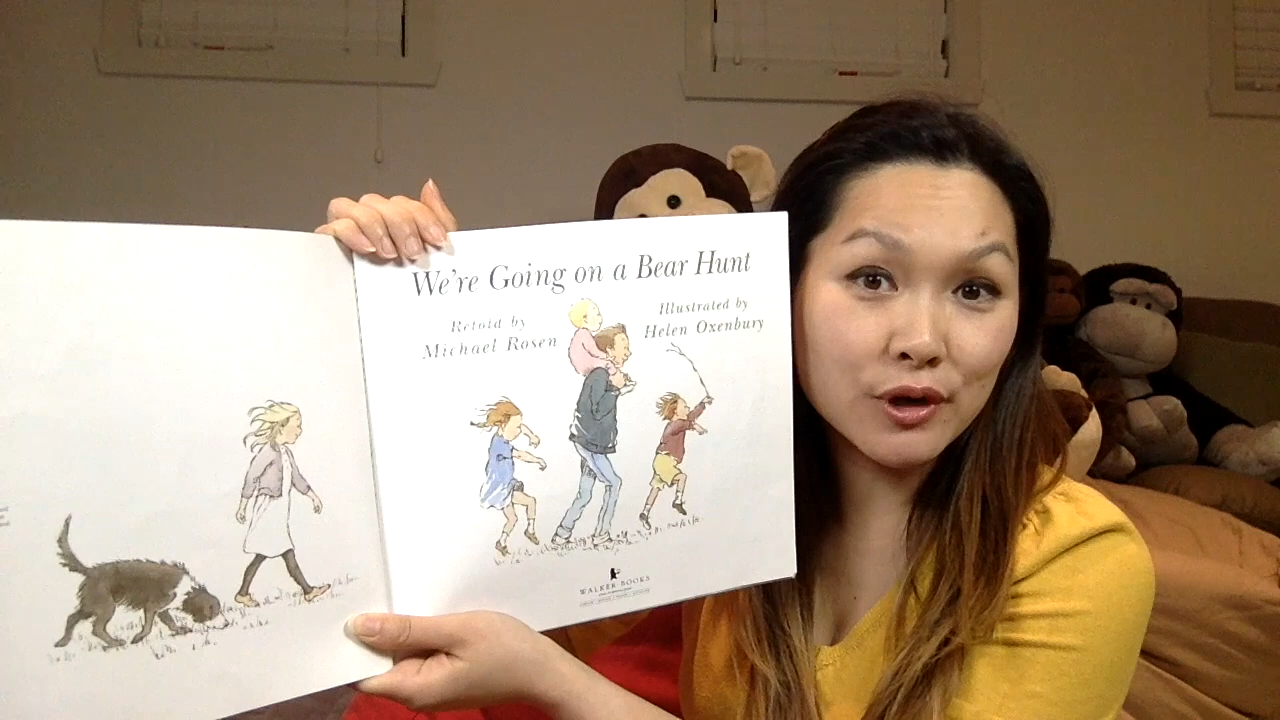 We're Going on a Bear Hunt
Retold by
Michael Rosen
Illustrated by
Helen Oxenbury
WALKER BOOKS